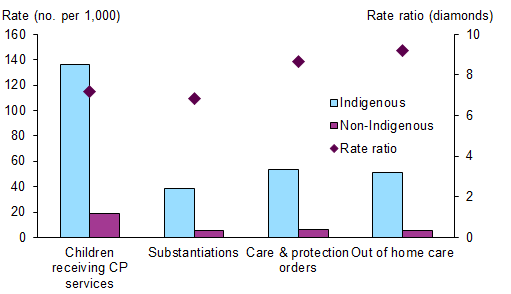 Rate (no. per 1,000) Rate ratio (diamonds)
160 10
140
120 8
100 6
80
60 4
40
20 2
0 0
Indigenous
Non-Indigenous
Rate ratio
Children Substantiations Care & protection Out of home care
receiving CP orders
services